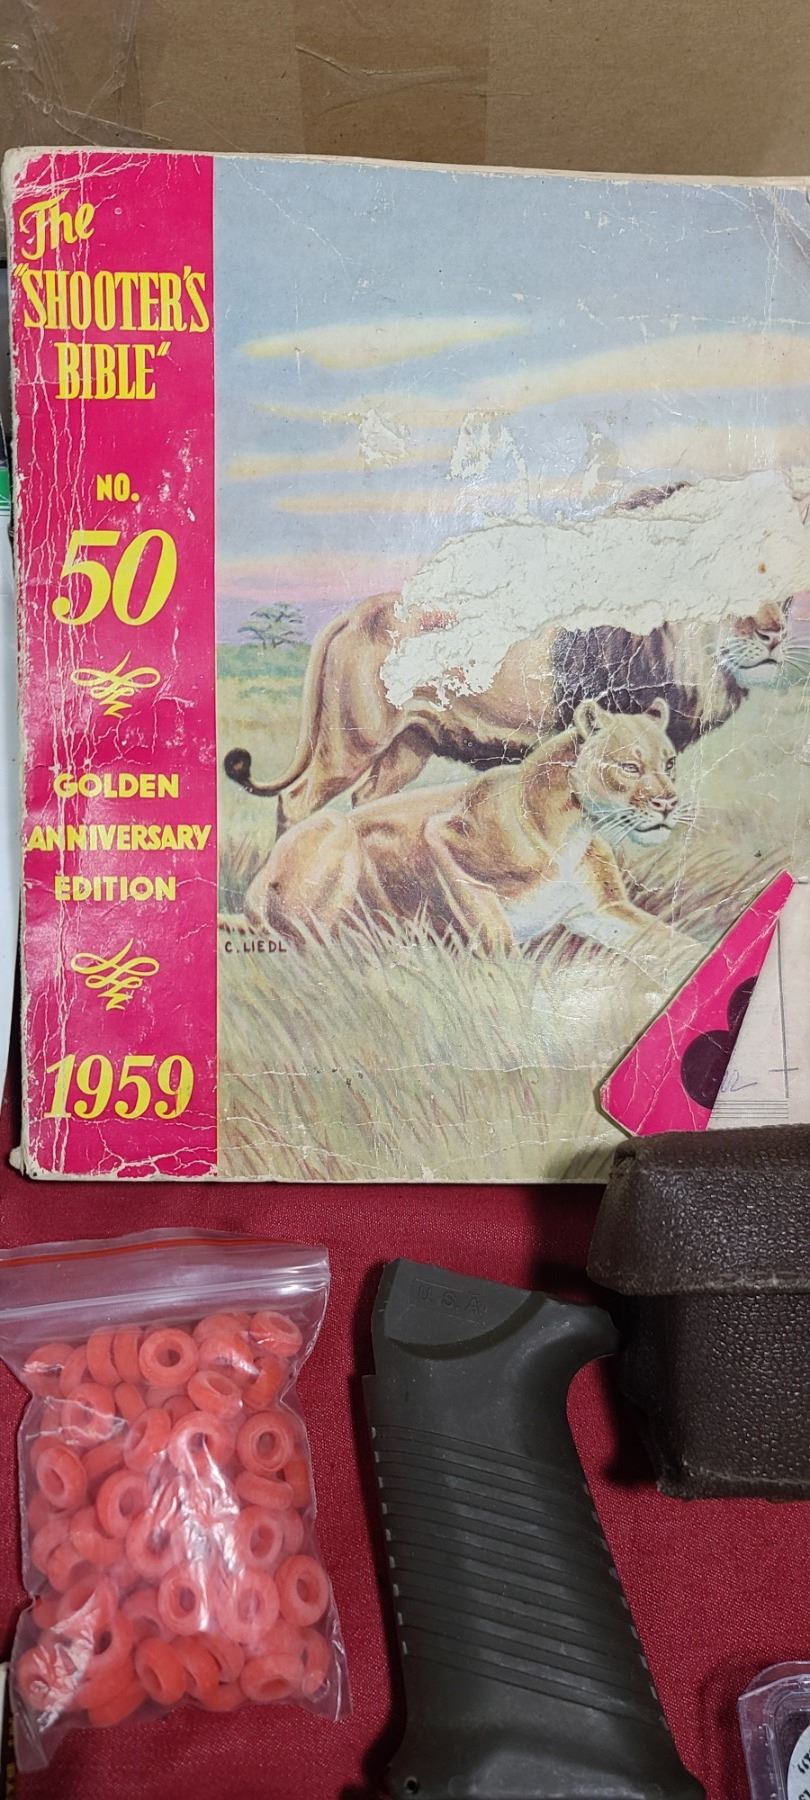 The
"SHOOTER'S
BIBLE"
NO.
50
GOLDEN
ANNIVERSARY
EDITION
1959
C. LIEDL
U.S.A.